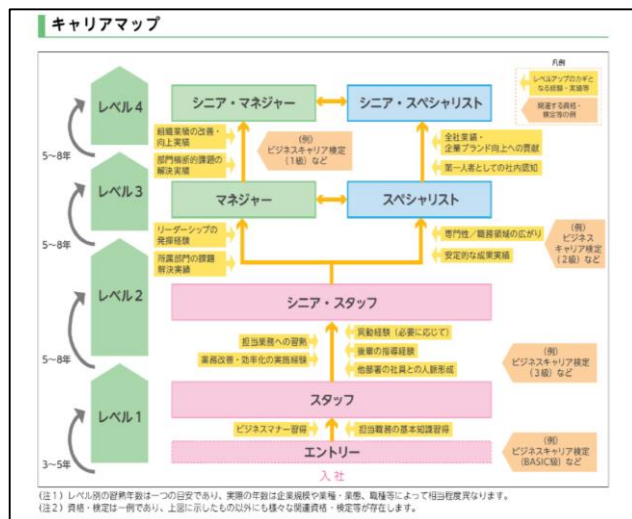 キャリアマップ
凡例
レベルアップのカギと
なる経験・実績等
関連する資格・
検定等の例
レベル4
シニア・マネジャー
シニア・スペシャリスト
5~8年
組織業績の改善・
向上実績
部門横断的課題の
解決実績
(例)
ビジネスキャリア検定
(1級)など
全社業績・
企業ブランド向上への貢献
第一人者としての社内認知
レベル3
マネジャー
スペシャリスト
5~8年
リーダーシップの
発揮経験
所属部門の課題
解決実績
専門性/職務領域の広がり
安定的な成果実績
(例)
ビジネス
キャリア検定
(2級)など
レベル2
シニア・スタッフ
5~8年
担当業務への習熟
業務改善・効率化の実施経験
異動経験(必要に応じて)
後輩の指導経験
他部署の社員との人脈形成
(例)
ビジネスキャリア検定
(3級)など
レベル1
スタッフ
3~5年
ビジネスマナー習得
担当職務の基本知識習得
エントリー
(例)
ビジネスキャリア検定
(BASIC級)など
入社
(注1)レベル別の習熟年数は一つの目安であり、実際の年数は企業規模や業種・業態、職種等によって相当程度異なります。
(注2)資格・検定は一例であり、上図に示したもの以外にも様々な関連資格・検定等が存在します。